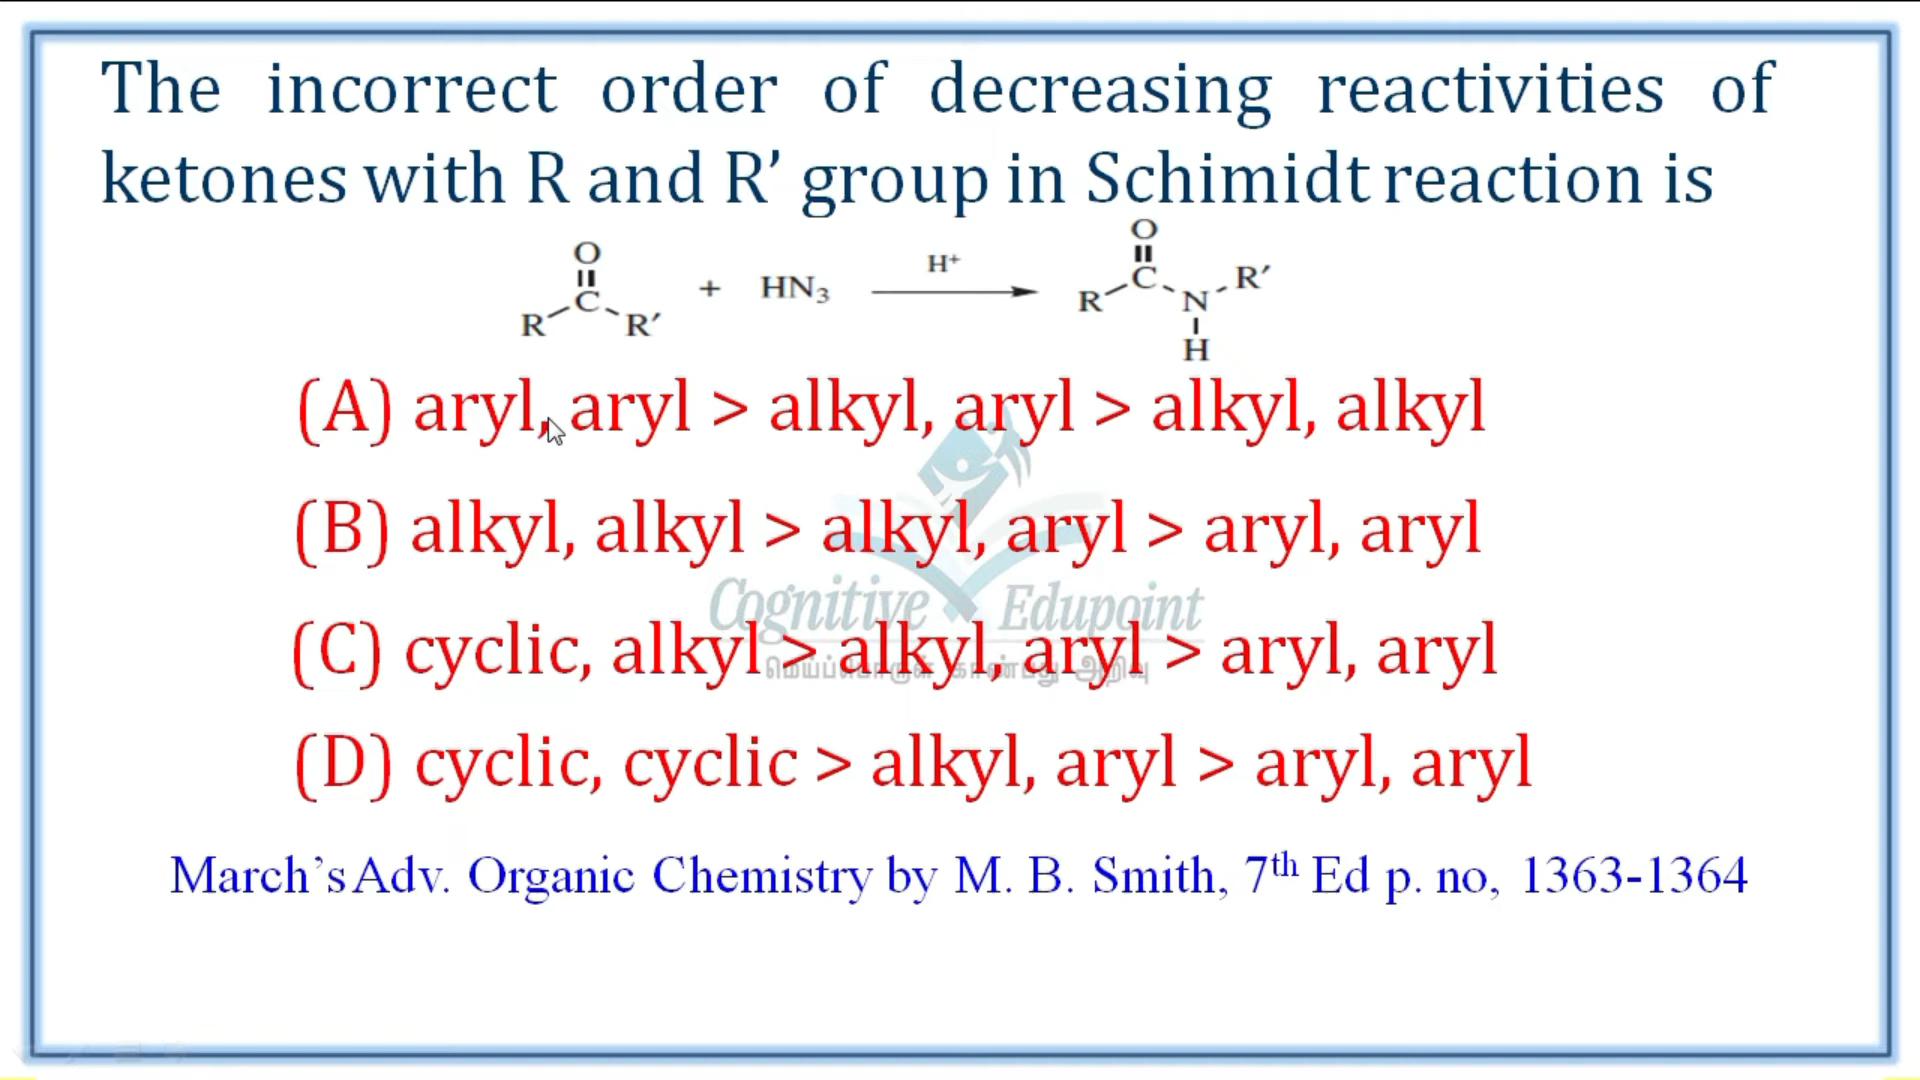 The incorrect order of decreasing reactivities of
ketones with R and R’ group in Schimidt reaction is
O
C
R
R′
+ HN₃
H⁺
O
C
R
N
R′
H
(A) aryl, aryl > alkyl, aryl > alkyl, alkyl
(B) alkyl, alkyl > alkyl, aryl > aryl, aryl
Cognitive Edupoint
(C) cyclic, alkyl > alkyl, aryl > aryl, aryl
மெய்ப்பொருள் காண்பது அறிவு
(D) cyclic, cyclic > alkyl, aryl > aryl, aryl
March’s Adv. Organic Chemistry by M. B. Smith, 7th Ed p. no, 1363-1364